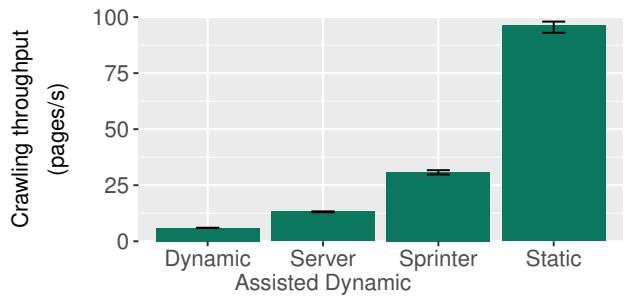 Crawling throughput
(pages/s)
100
75
50
25
0
Dynamic Server Sprinter Static
Assisted Dynamic